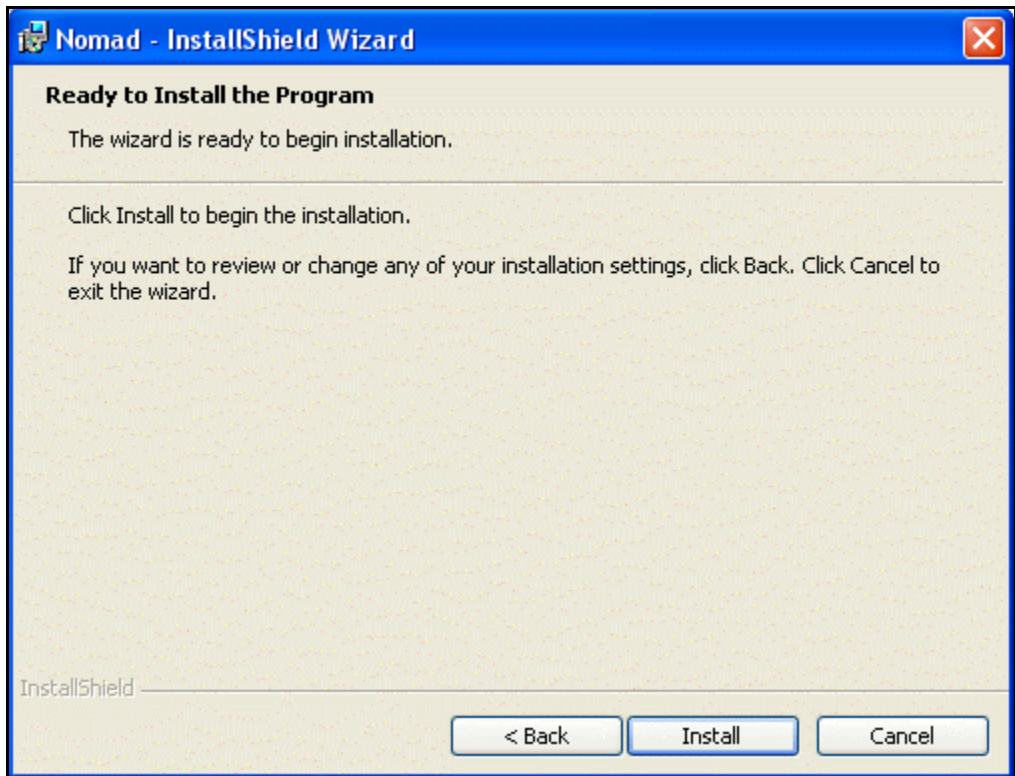 Nomad - InstallShield Wizard
Ready to Install the Program
The wizard is ready to begin installation.
Click Install to begin the installation.
If you want to review or change any of your installation settings, click Back. Click Cancel to
exit the wizard.
InstallShield
< Back
Install
Cancel